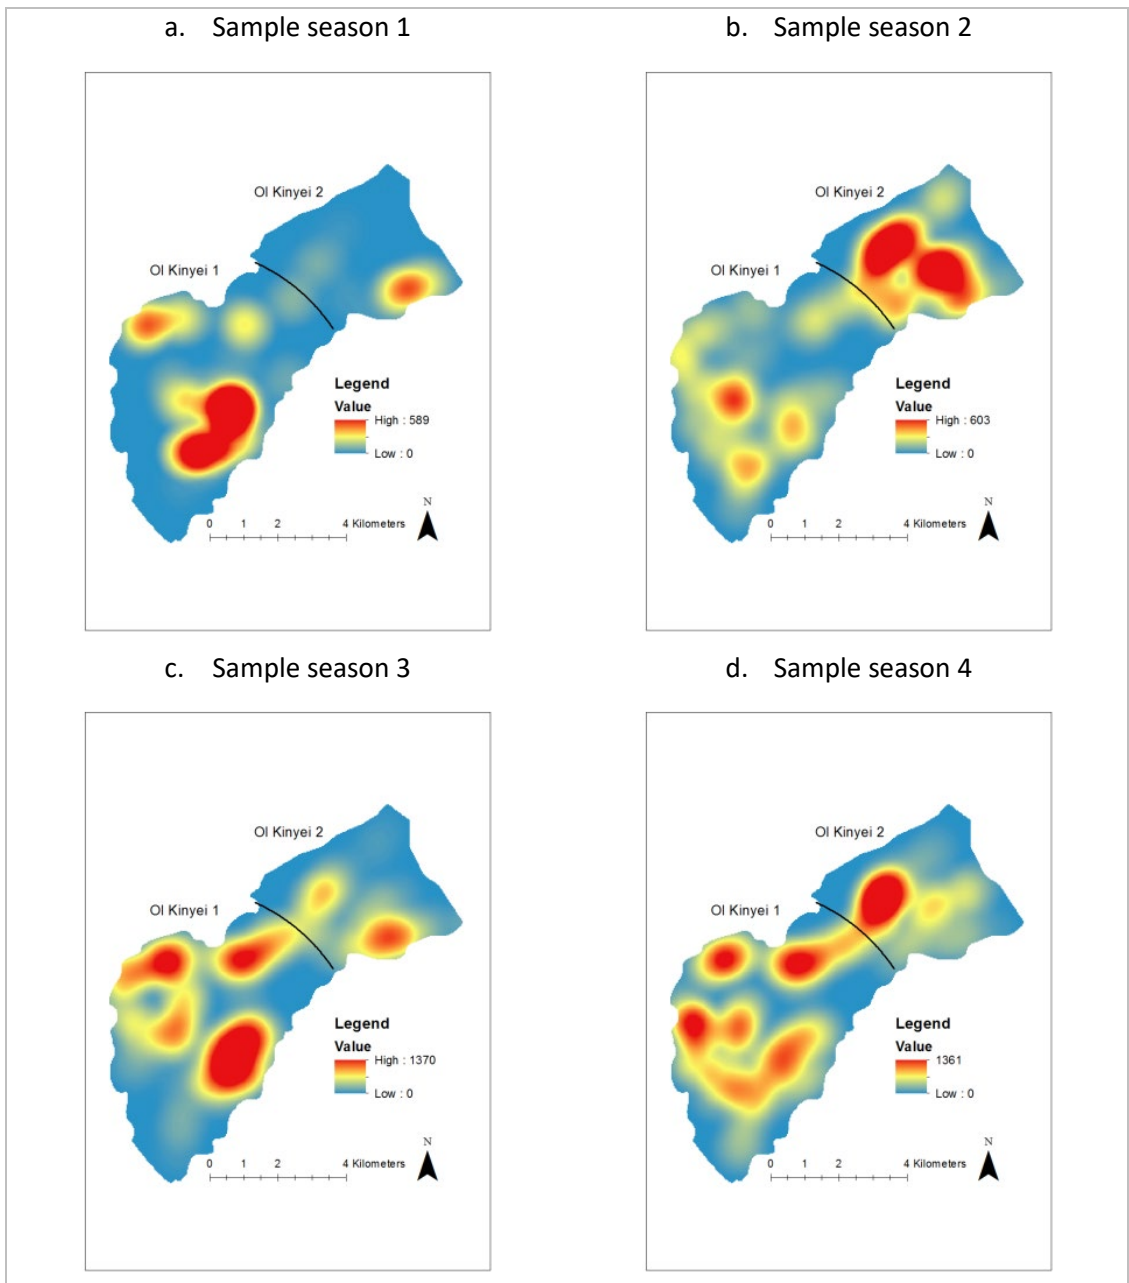 a. Sample season 1
Ol Kinyei 2
Ol Kinyei 1
Legend
Value
High : 589
Low : 0
N
0 1 2 4 Kilometers
b. Sample season 2
Ol Kinyei 2
Ol Kinyei 1
Legend
Value
High : 603
Low : 0
N
0 1 2 4 Kilometers
c. Sample season 3
Ol Kinyei 2
Ol Kinyei 1
Legend
Value
High : 1370
Low : 0
N
0 1 2 4 Kilometers
d. Sample season 4
Ol Kinyei 2
Ol Kinyei 1
Legend
Value
1361
Low : 0
N
0 1 2 4 Kilometers